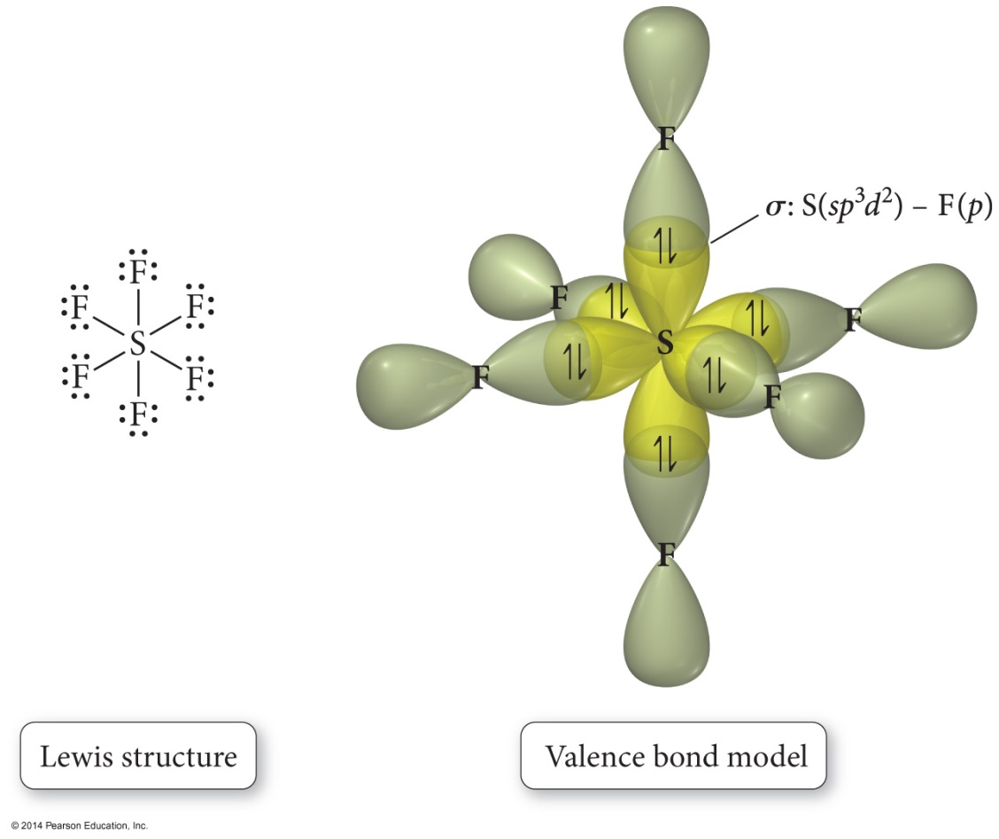 F
F F
S
F F
F
F
σ: S(sp³d²) – F(p)
F
F
S
F
F
F
Lewis structure
Valence bond model
© 2014 Pearson Education, Inc.